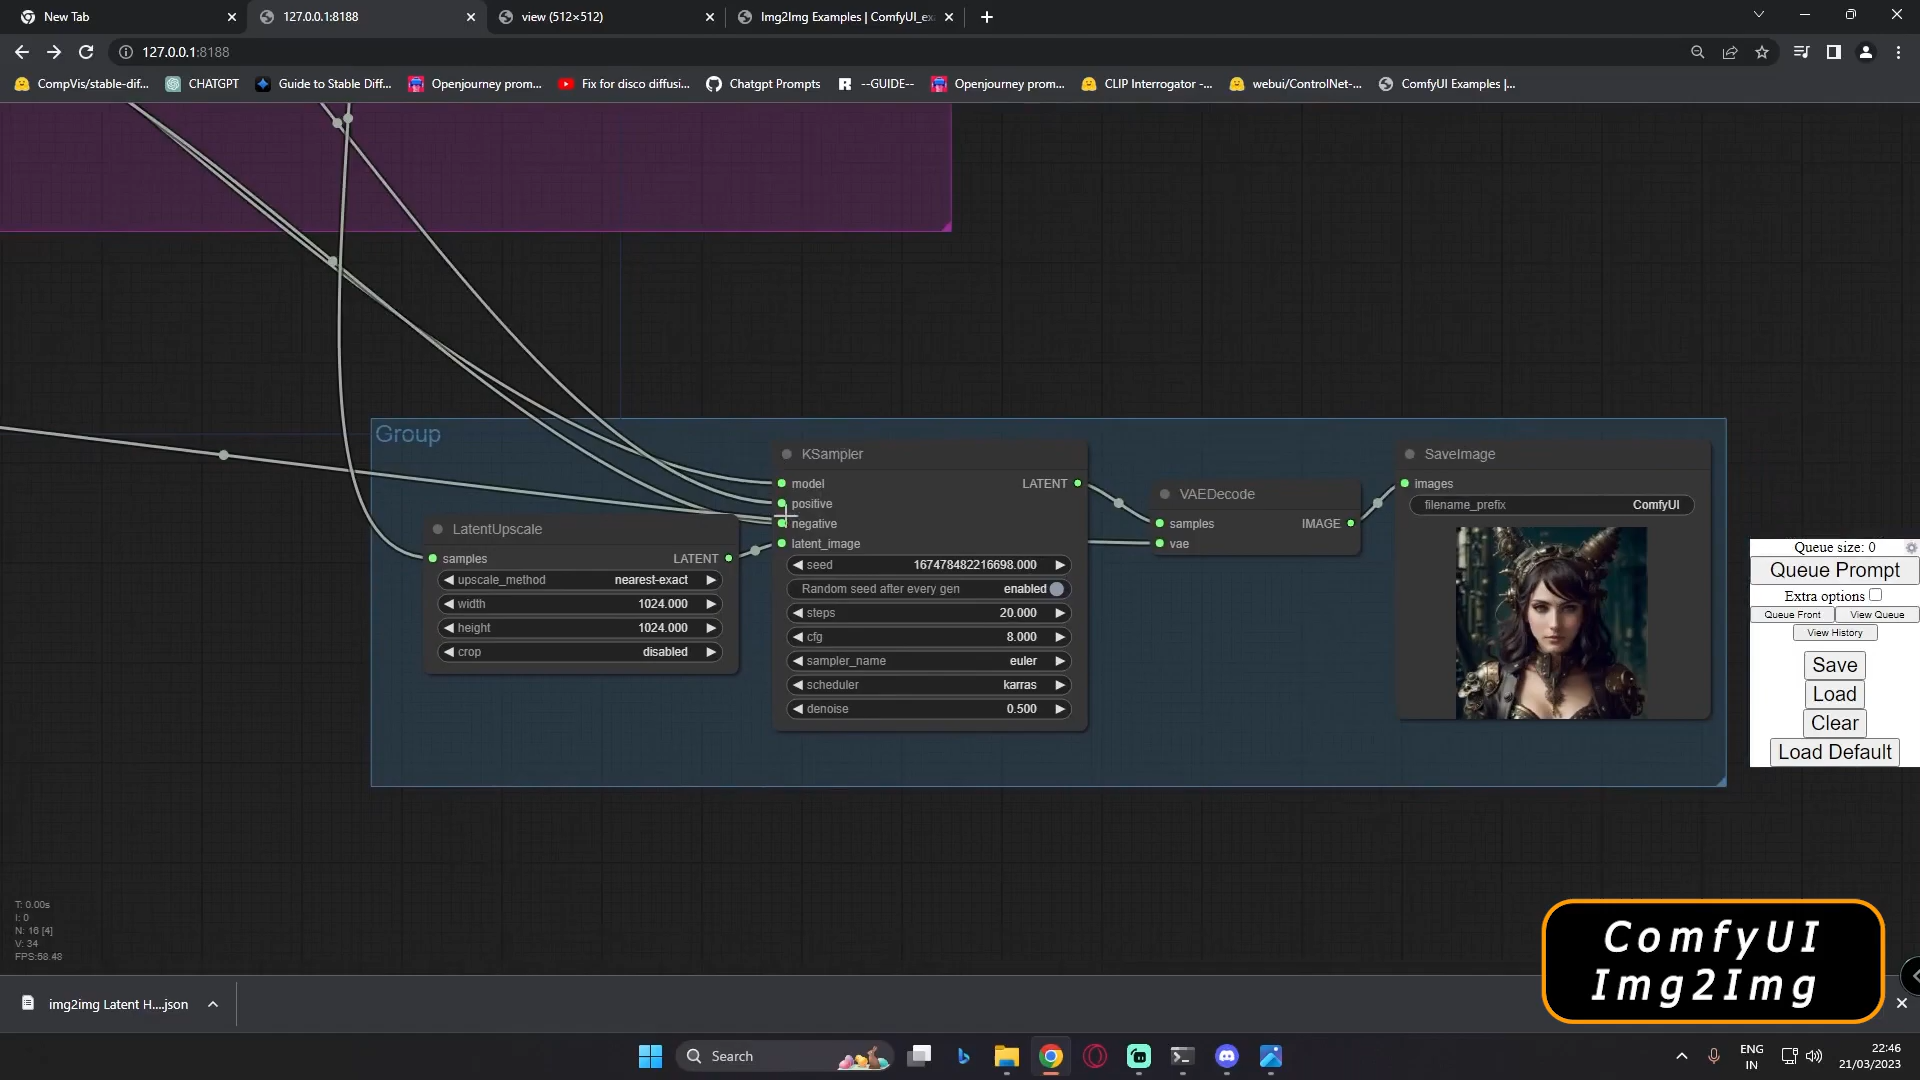 New Tab
127.0.0.1:8188
view (512×512)
Img2Img Examples | ComfyUI_ex
127.0.0.1:8188
CompVis/stable-dif...
CHATGPT
Guide to Stable Diff...
Openjourney prom...
Fix for disco diffusi...
Chatgpt Prompts
--GUIDE--
Openjourney prom...
CLIP Interrogator -...
webui/ControlNet-...
ComfyUI Examples |...
Group
LatentUpscale
samples LATENT
upscale_method nearest-exact
width 1024.000
height 1024.000
crop disabled
KSampler
model LATENT
positive
negative
latent_image
seed 167478482216698.000
Random seed after every gen enabled
steps 20.000
cfg 8.000
sampler_name euler
scheduler karras
denoise 0.500
VAEDecode
samples IMAGE
vae
SaveImage
images
filename_prefix ComfyUI
Queue size: 0
Queue Prompt
Extra options
Queue Front View Queue
View History
Save
Load
Clear
Load Default
T: 0.00s
I: 0
N: 16 [4]
V: 34
FPS:58.48
ComfyUI
Img2Img
img2img Latent H....json
Search
ENG
IN
22:46
21/03/2023